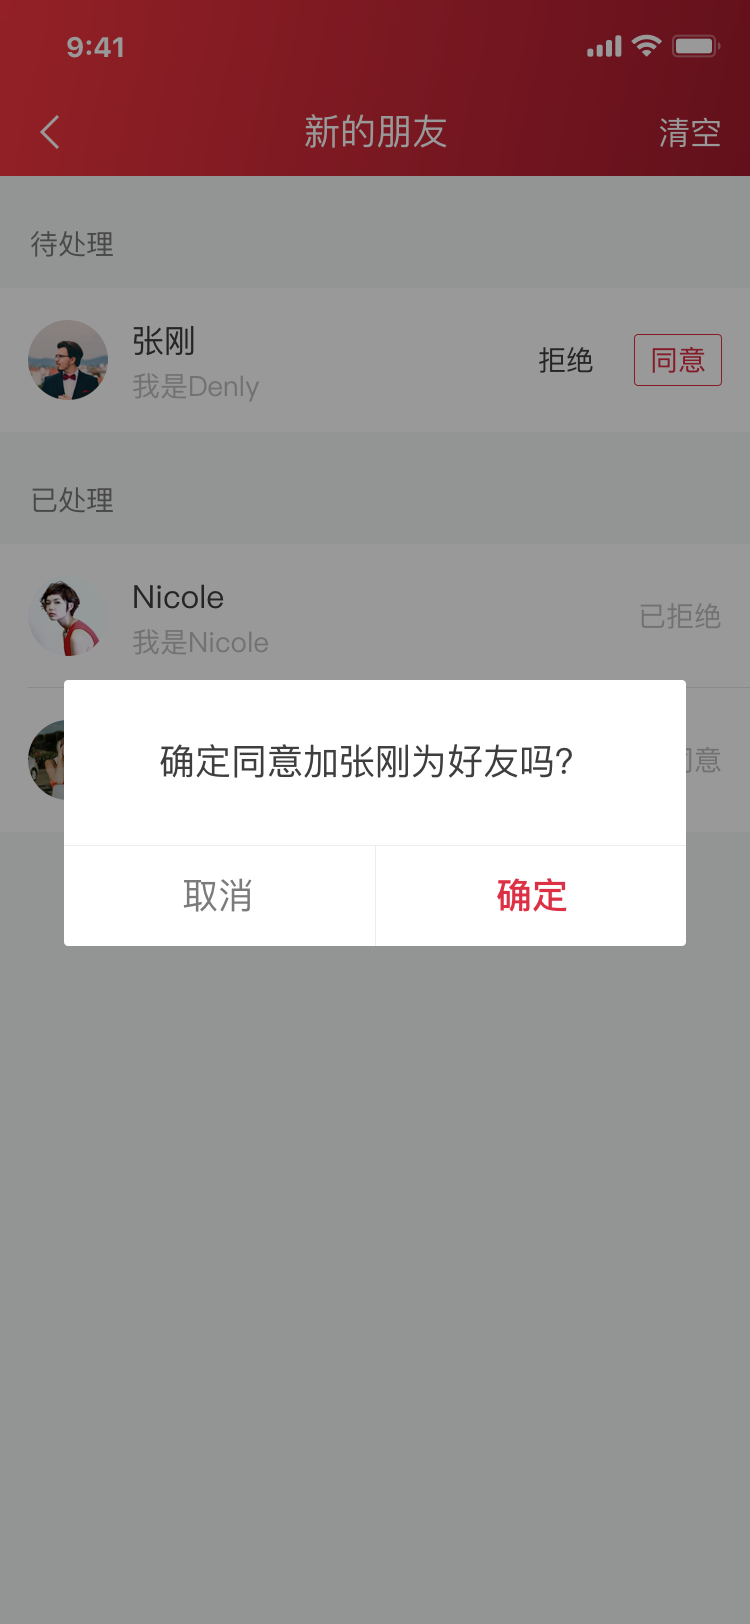 9:41
新的朋友
清空
待处理
张刚
我是Denly
拒绝
同意
已处理
Nicole
我是Nicole
已拒绝
意
确定同意加张刚为好友吗?
取消
确定